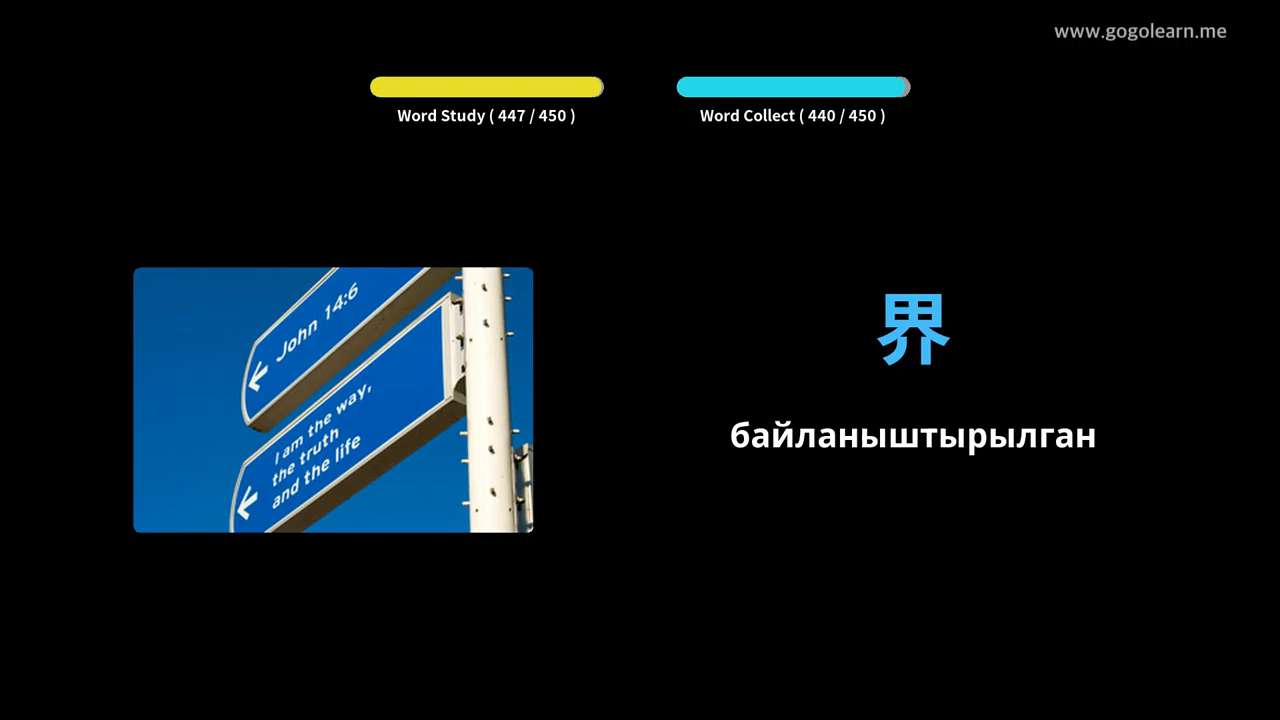 www.gogolearn.me
Word Study ( 447 / 450 )
Word Collect ( 440 / 450 )
John 14:6
I am the way,
the truth
and the life
界
байланыштырылган